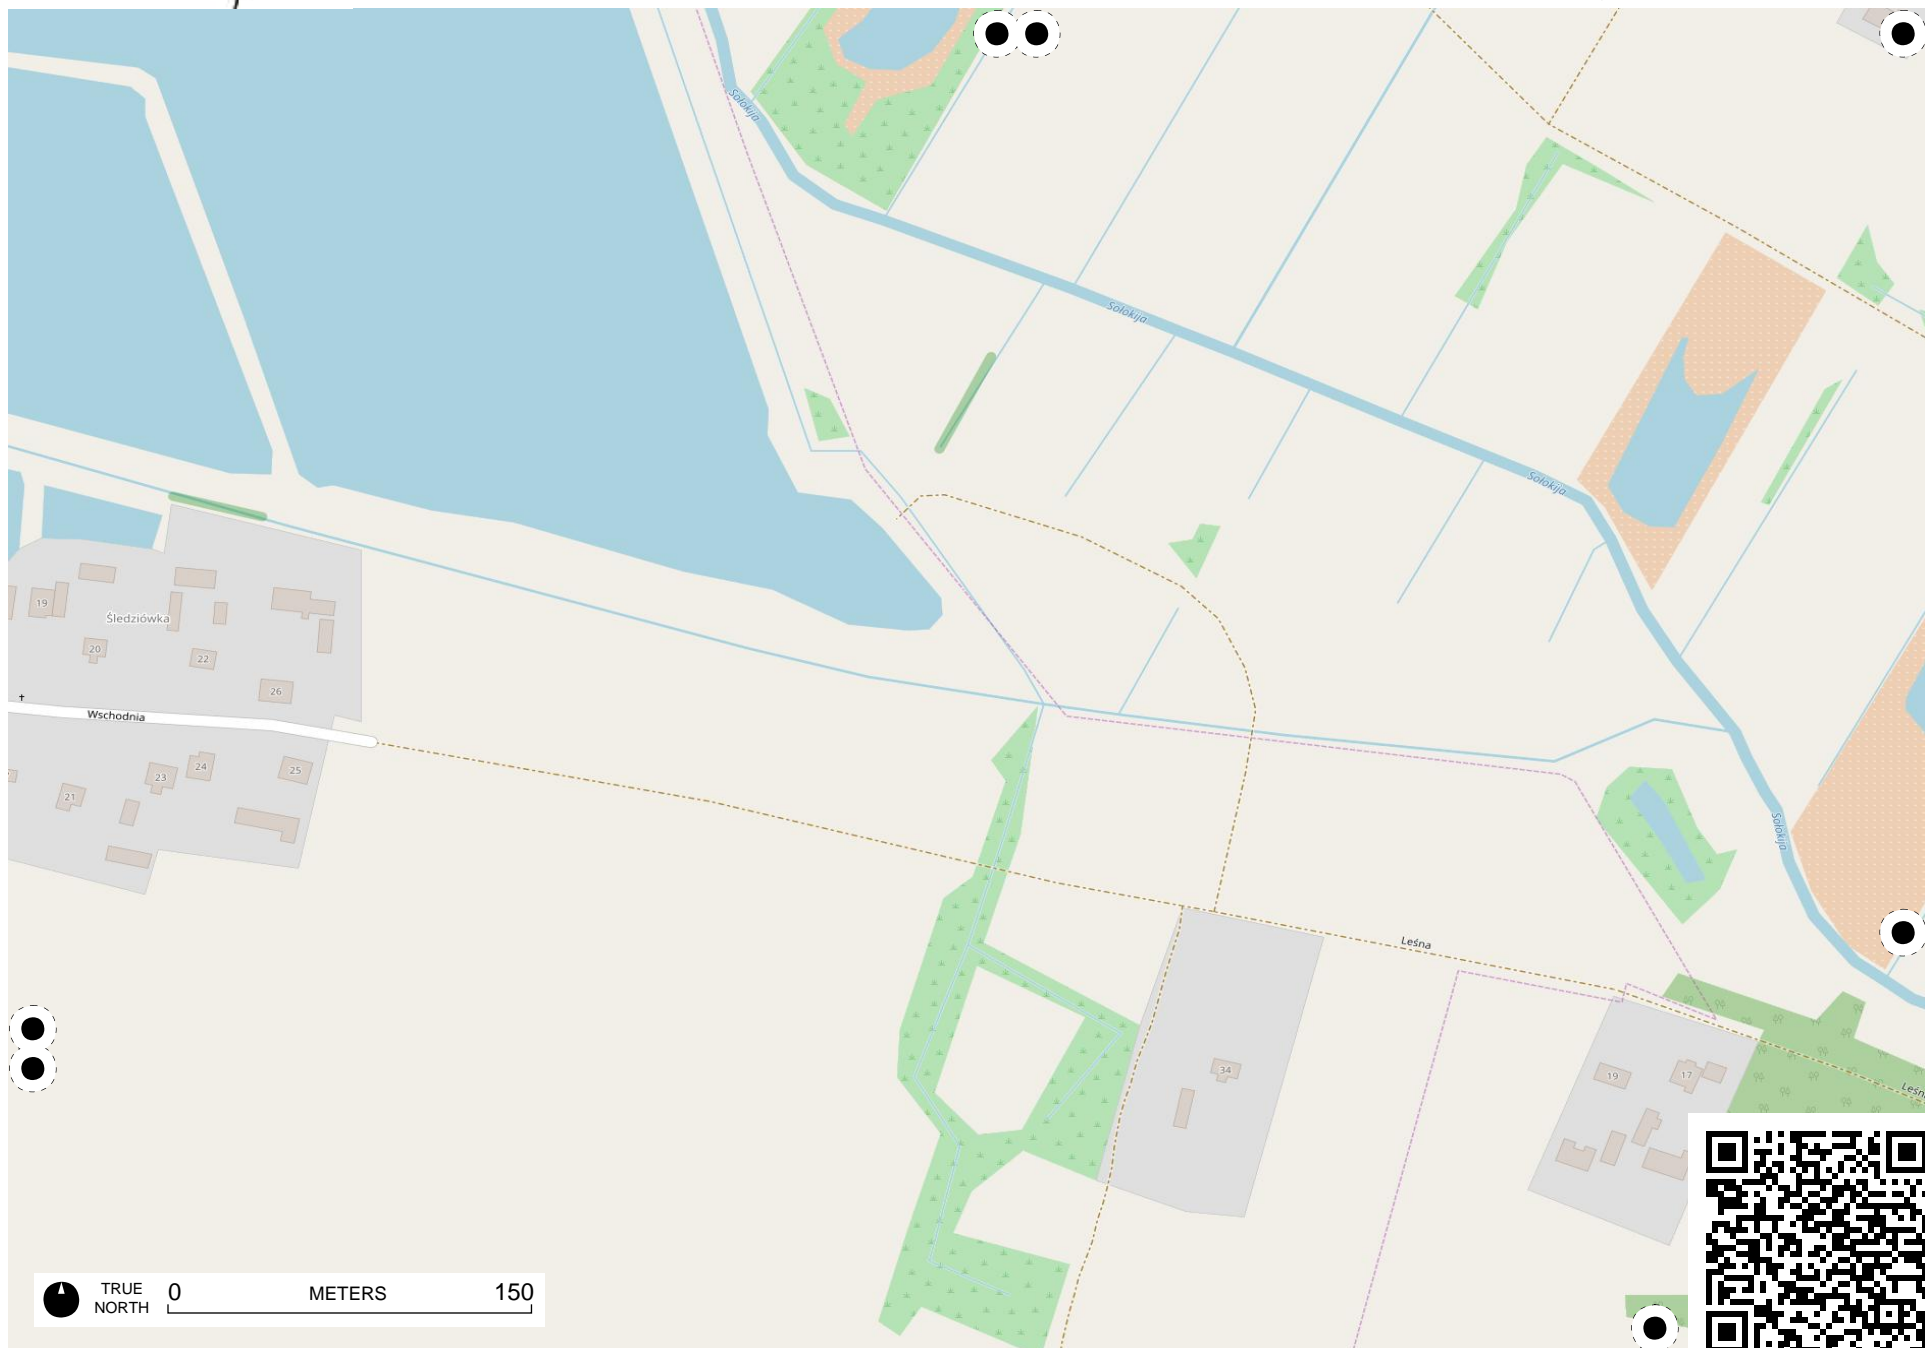 Sołokija
Sołokija
Sołokija
19
Śledziówka
20
22
26
Wschodnia
24
25
23
21
Sołokija
Leśna
34
19
17
Leśna
TRUE NORTH
0 METERS 150